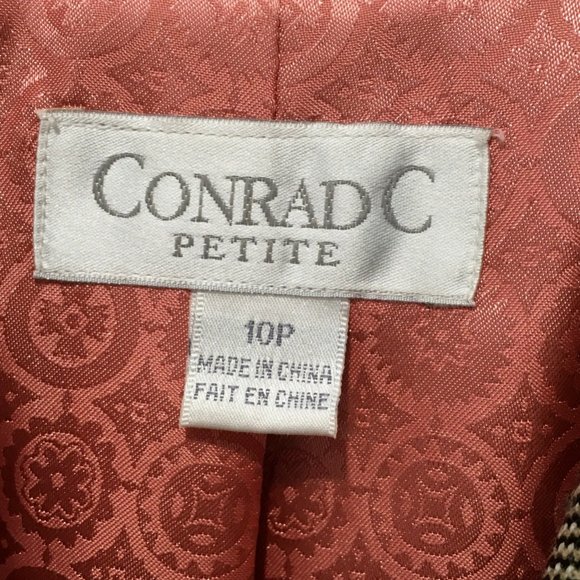 CONRAD C
PETITE
10P
MADE IN CHINA
FAIT EN CHINE